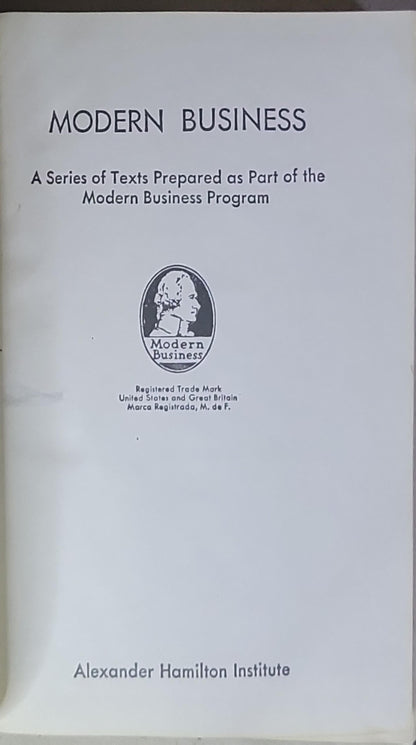 MODERN BUSINESS
A Series of Texts Prepared as Part of the
Modern Business Program
Modern
Business
Registered Trade Mark
United States and Great Britain
Marca Registrada, M. de F.
Alexander Hamilton Institute